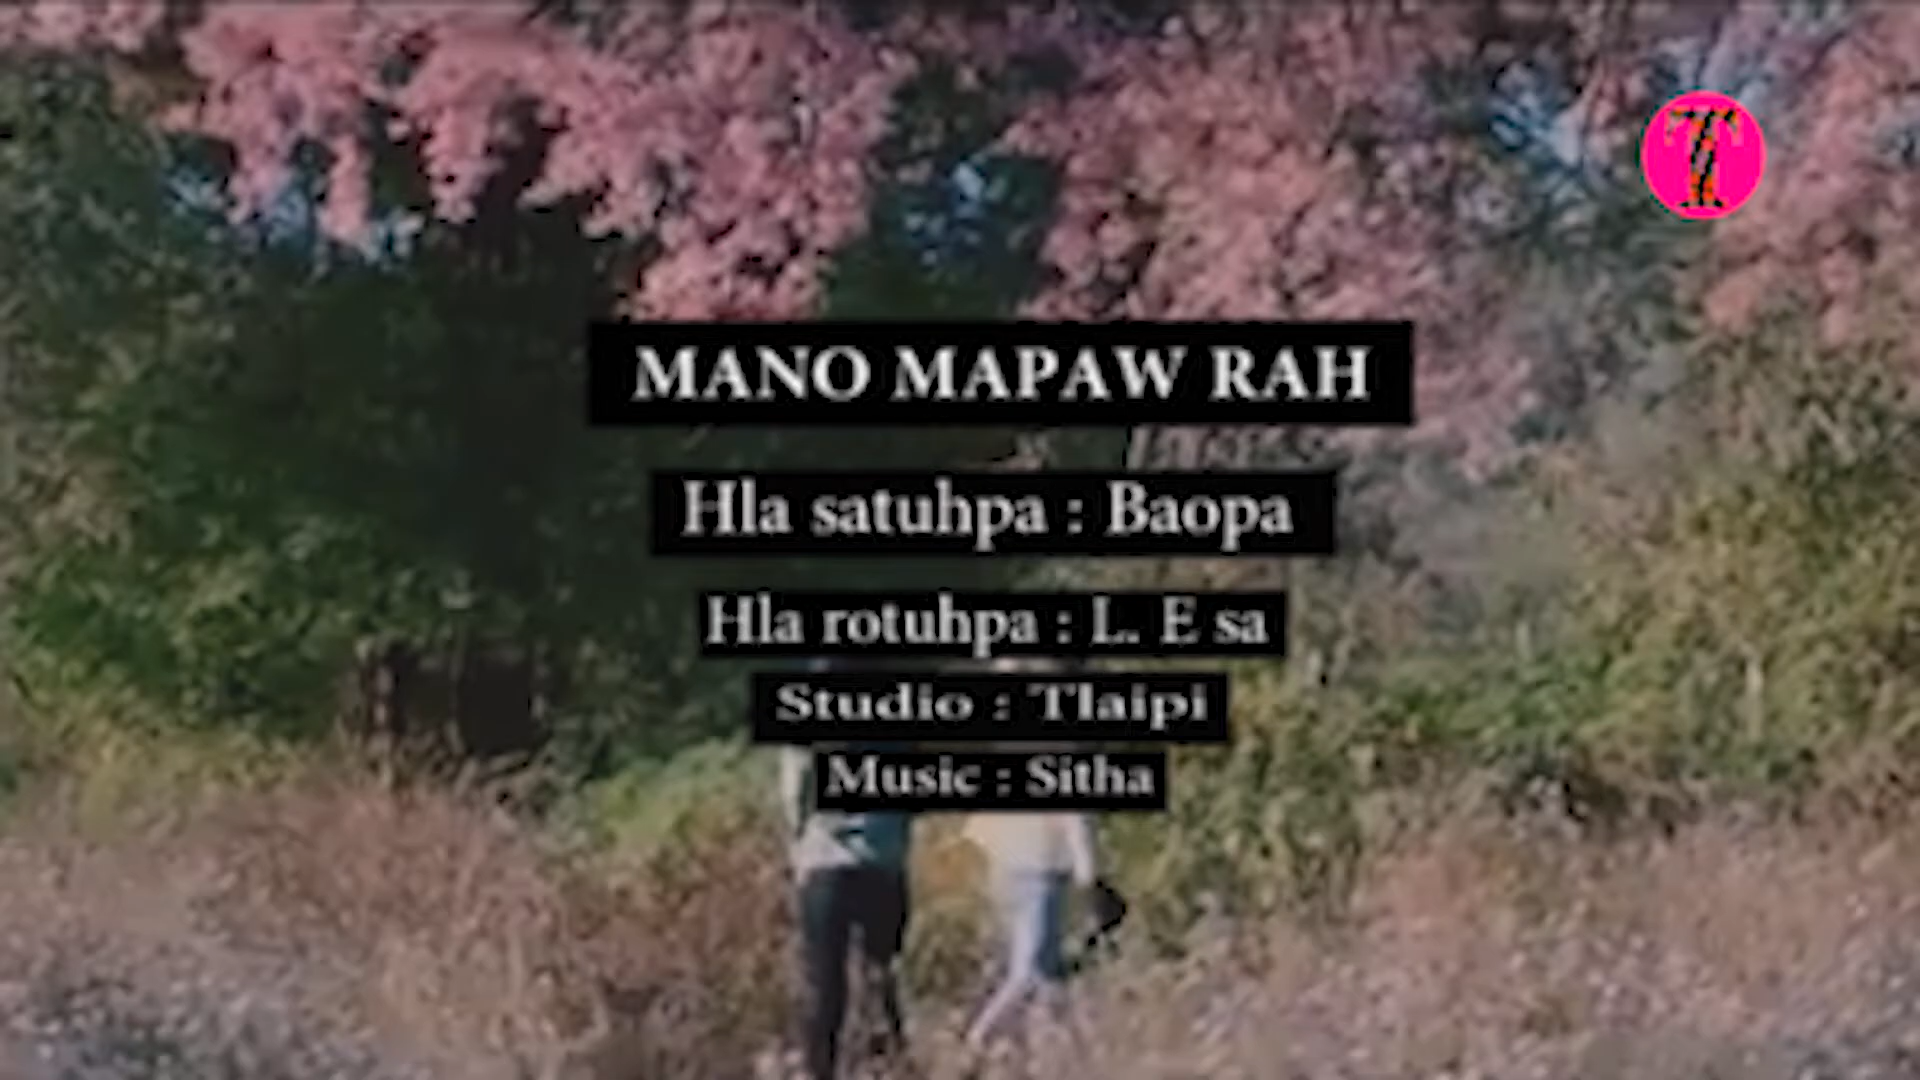 T
MANO MAPAW RAH
Hla satuhpa : Baopa
Hla rotuhpa : L. E sa
Studio : Tlaipi
Music : Sitha